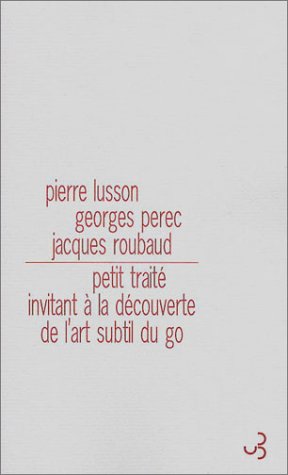 pierre lusson
georges perec
jacques roubaud
petit traité
invitant à la découverte
de l'art subtil du go